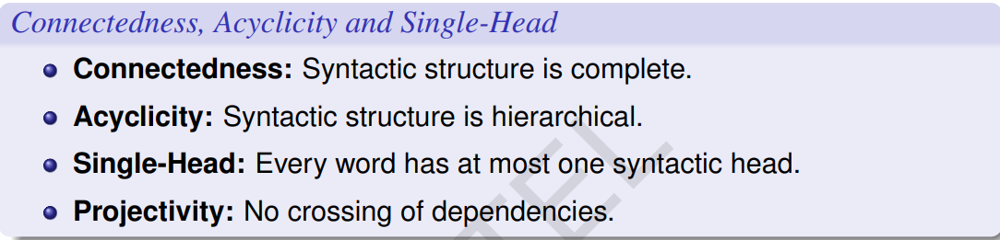 Connectedness, Acyclicity and Single-Head
Connectedness: Syntactic structure is complete.
Acyclicity: Syntactic structure is hierarchical.
Single-Head: Every word has at most one syntactic head.
Projectivity: No crossing of dependencies.
TEL